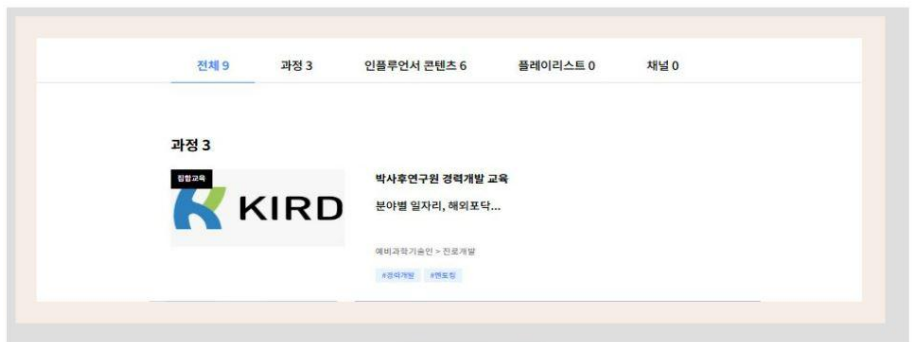 전체 9 과정 3 인플루언서 콘텐츠 6 플레이리스트 0 채널 0
과정 3
집합교육
KIRD
박사후연구원 경력개발 교육
분야별 일자리, 해외포닥...
예비과학기술인 > 진로개발
#경력개발 #멘토링